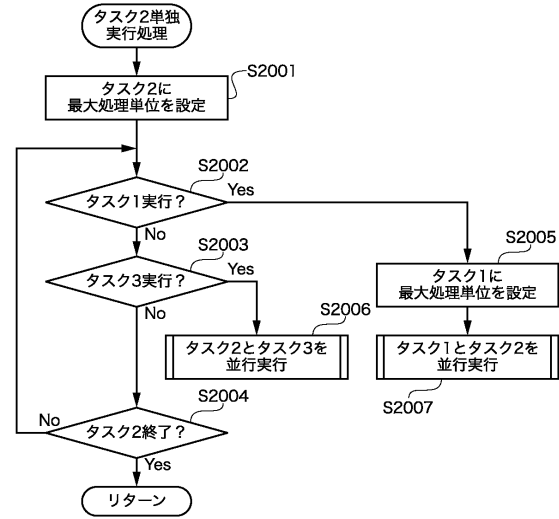 タスク2単独
実行処理
S2001
タスク2に
最大処理単位を設定
S2002
タスク1実行？
Yes
No
S2003
タスク3実行？
Yes
No
S2005
タスク1に
最大処理単位を設定
S2006
タスク2とタスク3を
並行実行
タスク1とタスク2を
並行実行
S2007
S2004
タスク2終了？
No
Yes
リターン